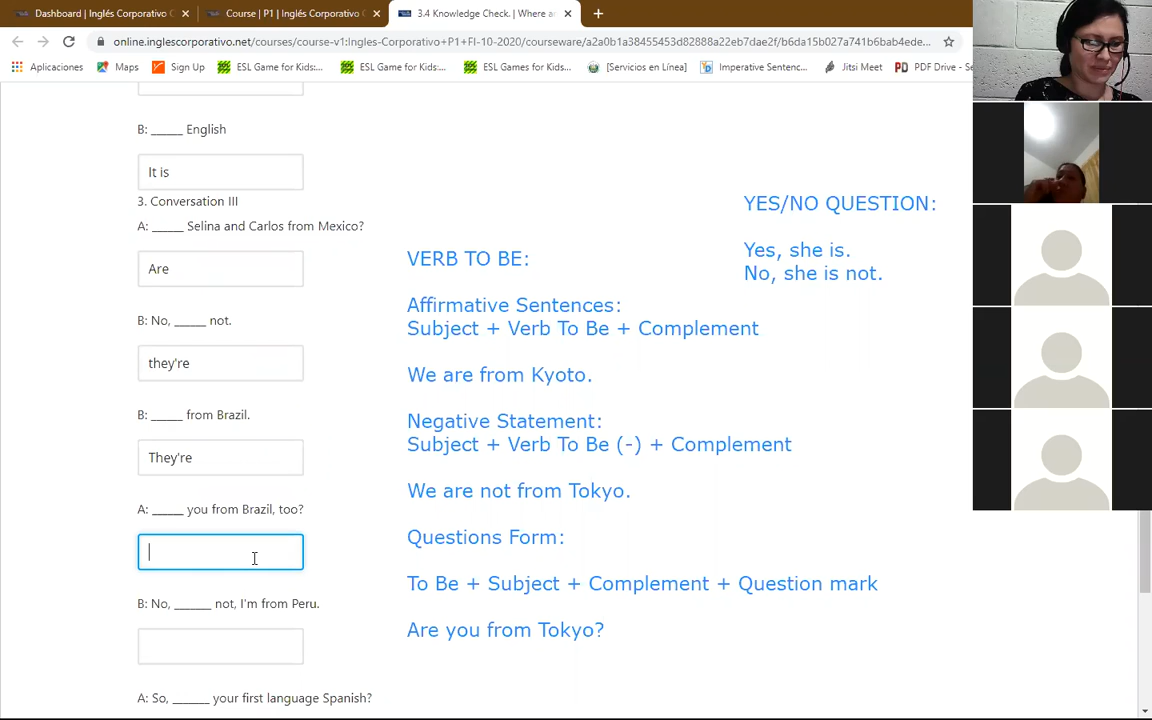 Dashboard | Inglés Corporativo
Course | P1 | Inglés Corporativo
3.4 Knowledge Check. | Where a
online.inglescorporativo.net/courses/course-v1:Ingles-Corporativo+P1+FI-10-2020/courseware/a2a0b1a38455453d82888a22eb7dae2f/b6da15b027a741b6bab4ede...
Aplicaciones
Maps
Sign Up
ESL Game for Kids:...
ESL Game for Kids:...
ESL Games for Kids:...
[Servicios en Línea]
Imperative Sentenc...
Jitsi Meet
PDF Drive - Se
B: _____ English
It is
3. Conversation III
A: _____ Selina and Carlos from Mexico?
Are
B: No, _____ not.
they're
B: _____ from Brazil.
They're
A: _____ you from Brazil, too?
B: No, ______ not, I'm from Peru.
A: So, ______ your first language Spanish?
VERB TO BE:
Affirmative Sentences:
Subject + Verb To Be + Complement
We are from Kyoto.
Negative Statement:
Subject + Verb To Be (-) + Complement
We are not from Tokyo.
Questions Form:
To Be + Subject + Complement + Question mark
Are you from Tokyo?
YES/NO QUESTION:
Yes, she is.
No, she is not.